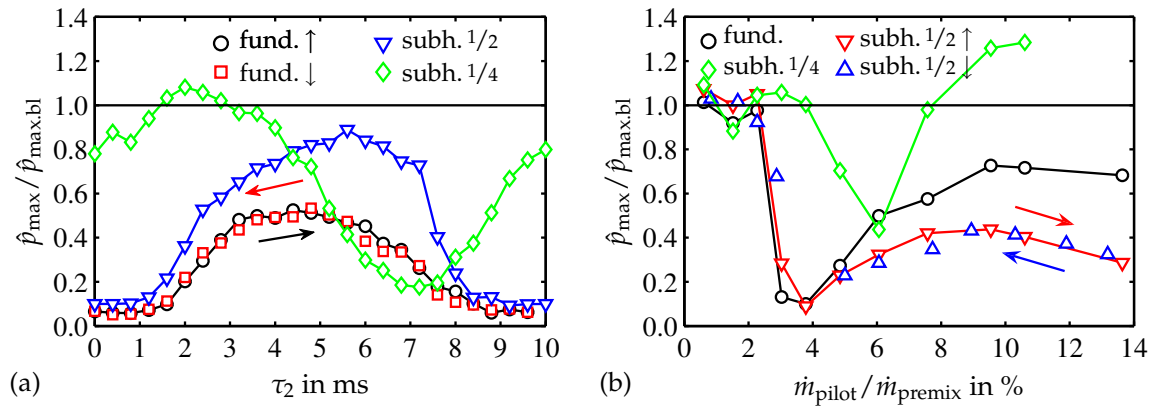 1.4
1.2
1.0
0.8
0.6
0.4
0.2
0.0
p̂max / p̂max.bl
fund. ↑ subh. 1/2
fund. ↓ subh. 1/4
0 1 2 3 4 5 6 7 8 9 10
(a) τ2 in ms
1.4
1.2
1.0
0.8
0.6
0.4
0.2
0.0
p̂max / p̂max.bl
fund. subh. 1/2 ↑
subh. 1/4 subh. 1/2 ↓
0 2 4 6 8 10 12 14
(b) ṁpilot / ṁpremix in %